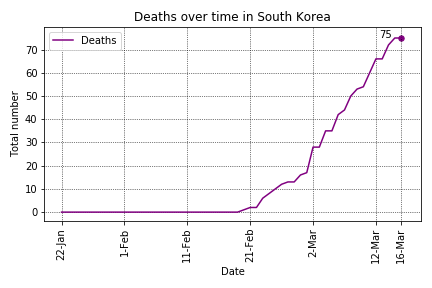 Deaths over time in South Korea
Deaths
75
Total number
70
60
50
40
30
20
10
0
22-Jan
1-Feb
11-Feb
21-Feb
2-Mar
12-Mar
16-Mar
Date